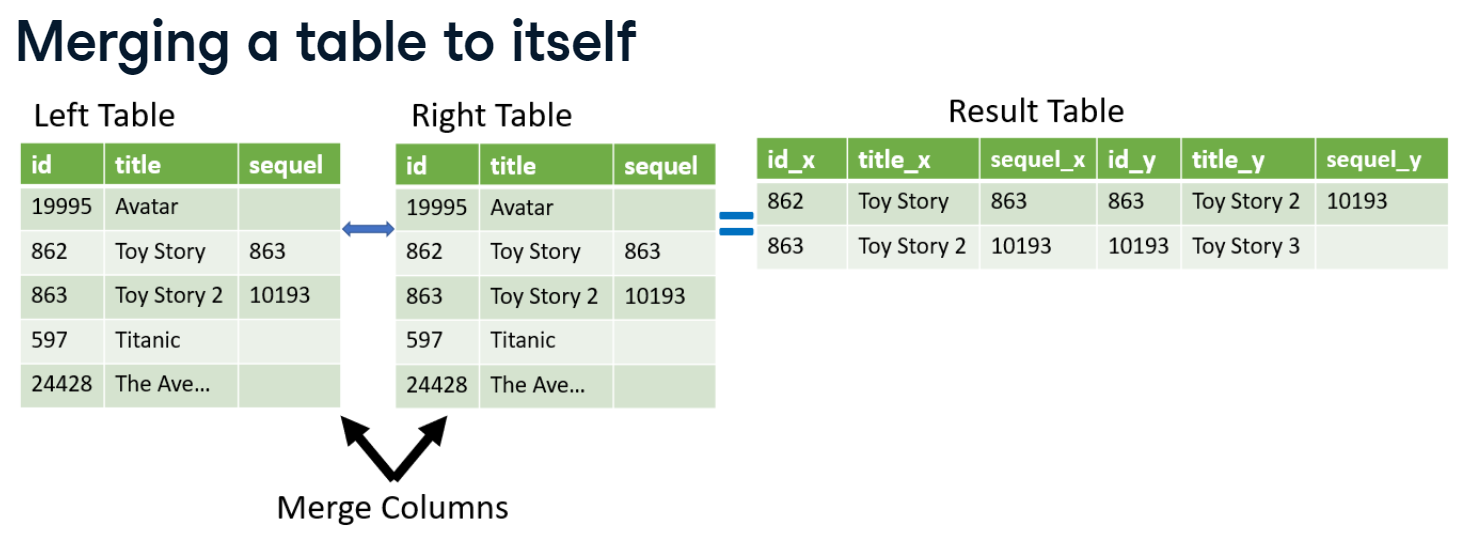 Merging a table to itself
Left Table
id title sequel
19995 Avatar
862 Toy Story 863
863 Toy Story 2 10193
597 Titanic
24428 The Ave...
Right Table
id title sequel
19995 Avatar
862 Toy Story 863
863 Toy Story 2 10193
597 Titanic
24428 The Ave...
=
Result Table
id_x title_x sequel_x id_y title_y sequel_y
862 Toy Story 863 863 Toy Story 2 10193
863 Toy Story 2 10193 10193 Toy Story 3
Merge Columns